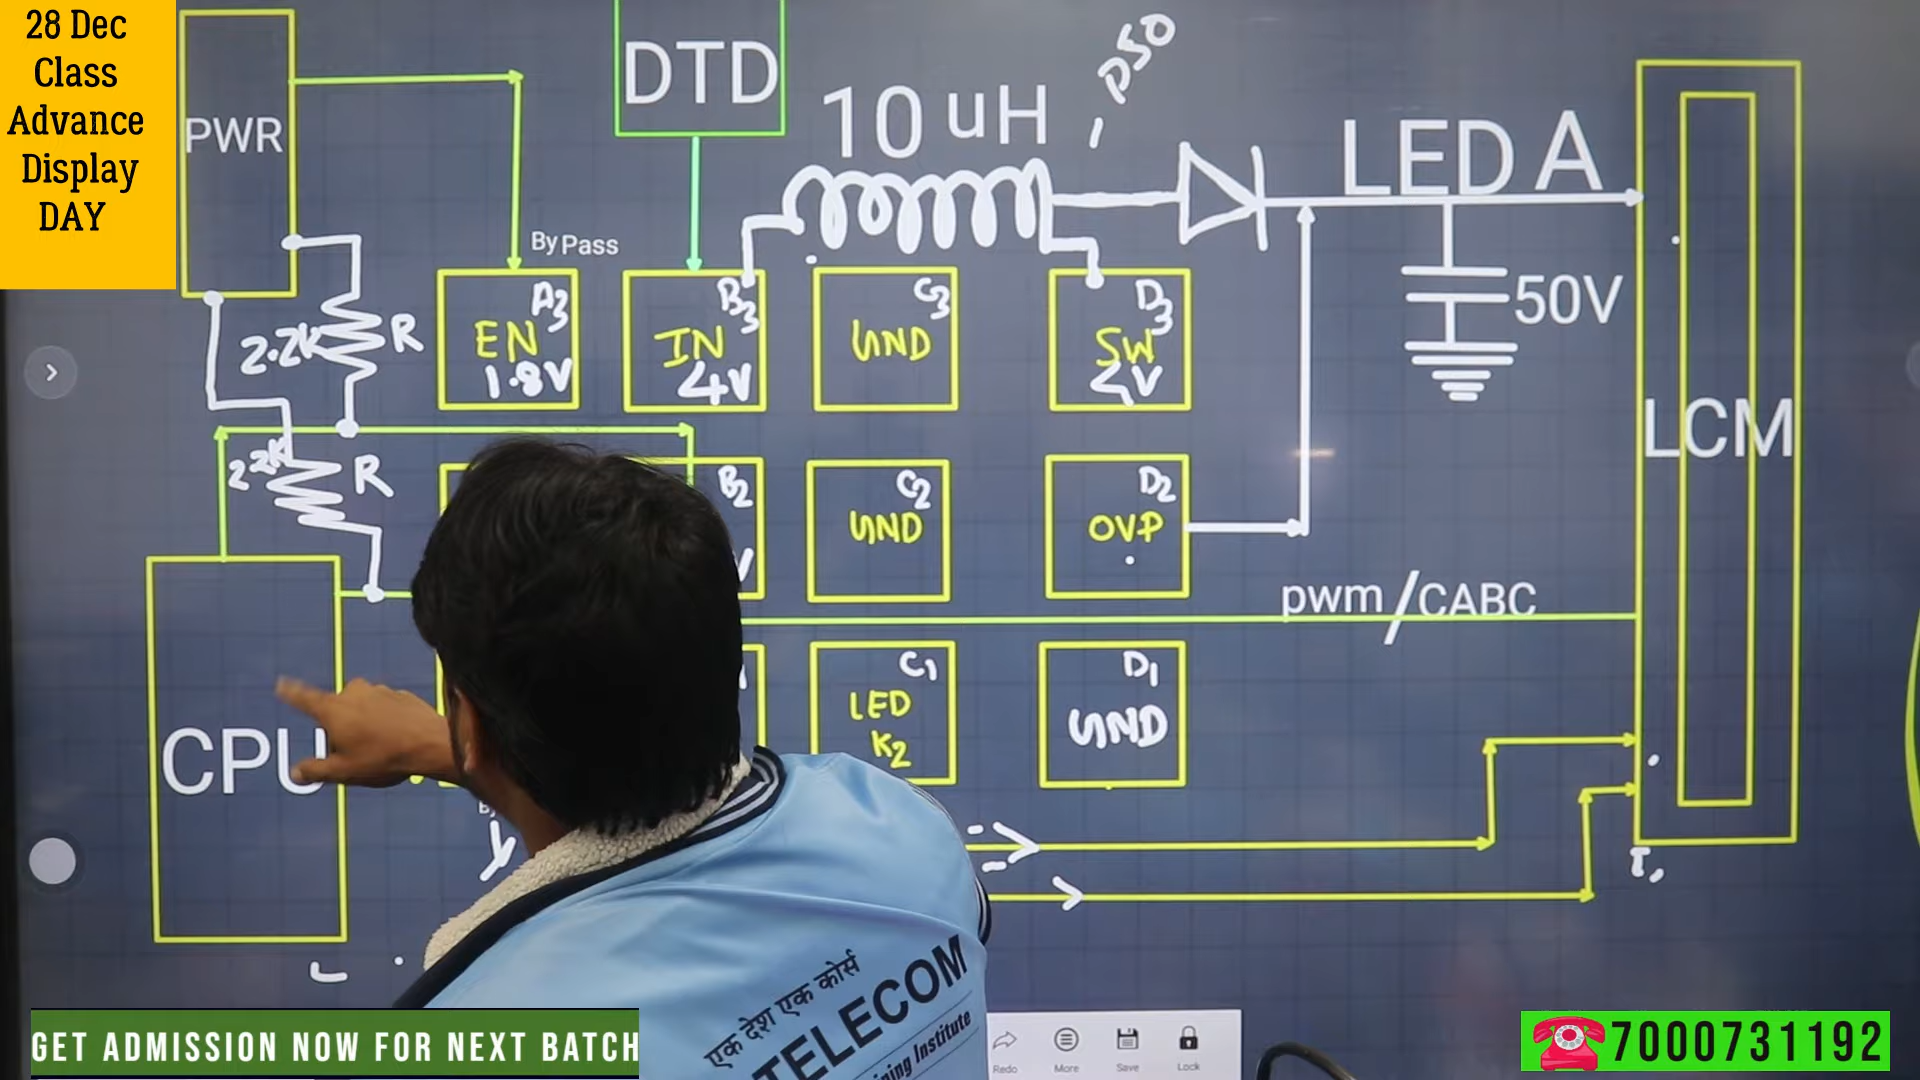 28 Dec
Class
Advance
Display
DAY
PWR
DTD
10 uH
D50
LED A
By Pass
2.2K R
A3
EN
1.8V
B3
IN
4V
C3
GND
D3
SW
50V
2.2K R
B2
V
C2
GND
D2
OVP
LCM
pwm/CABC
CPU
C1
LED
K2
D1
GND
एक देश एक कोर्स
TELECOM
ining Institute
GET ADMISSION NOW FOR NEXT BATCH
Redo
More
Save
Lock
7000731192